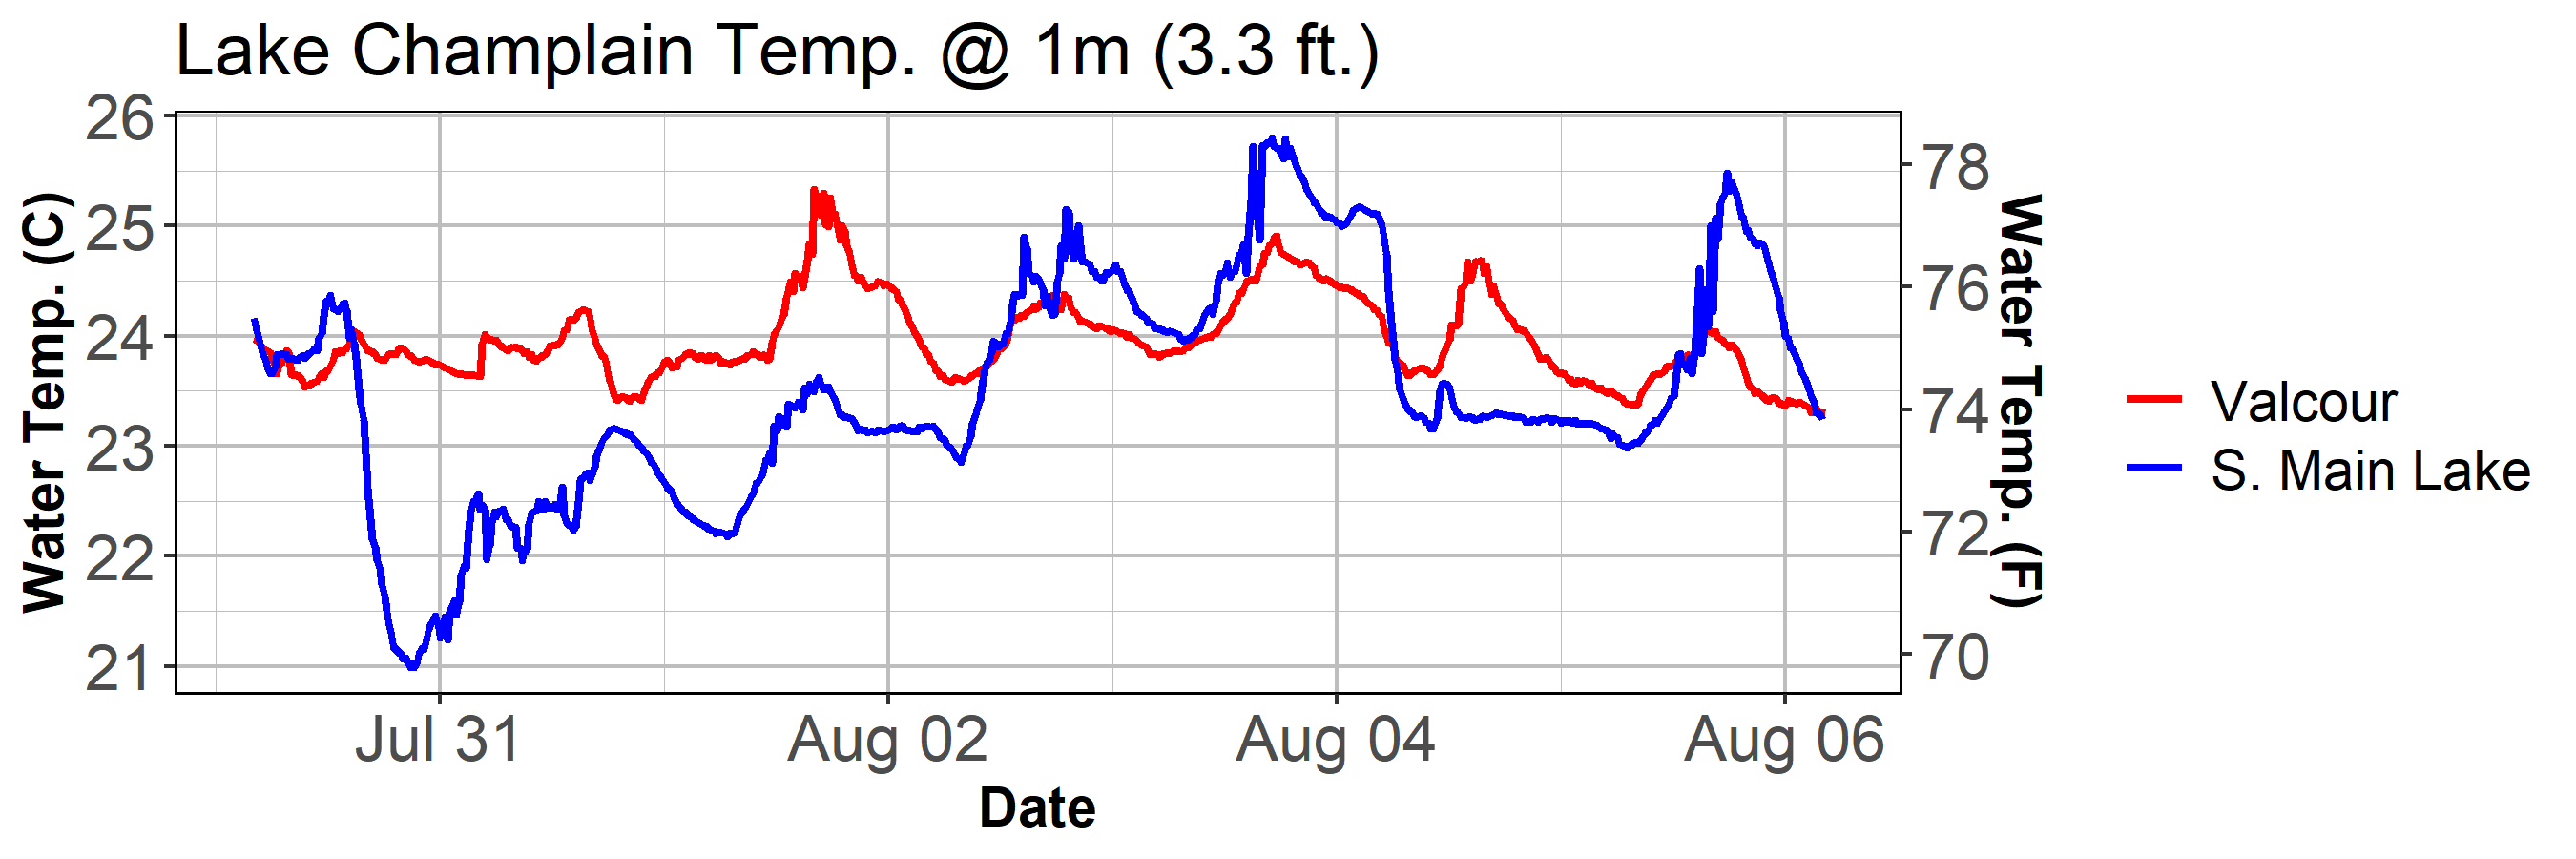 Lake Champlain Temp. @ 1m (3.3 ft.)
Water Temp. (C)
26
25
24
23
22
21
78
76
74
72
70
Water Temp. (F)
Jul 31
Aug 02
Aug 04
Aug 06
Date
Valcour
S. Main Lake